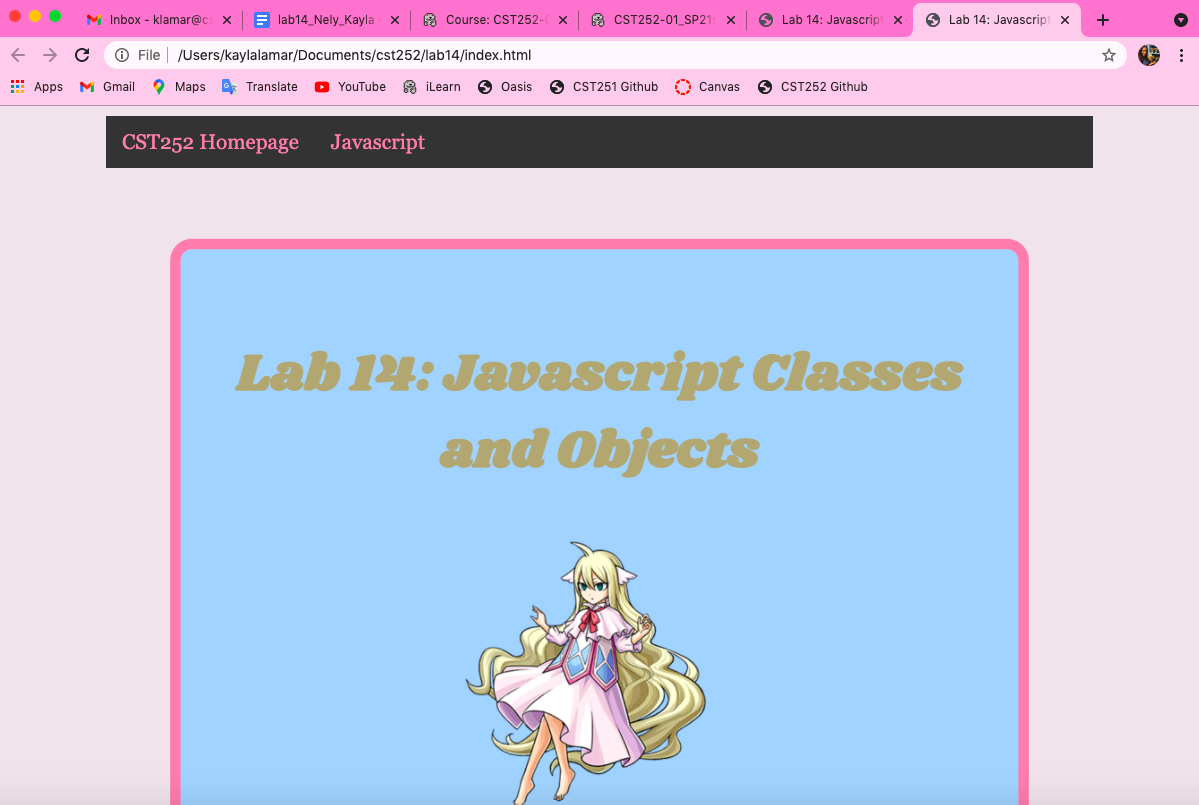 Inbox - klamar@cs
lab14_Nely_Kayla
Course: CST252-0
CST252-01_SP21:
Lab 14: Javascript
Lab 14: Javascript
File
/Users/kaylalamar/Documents/cst252/lab14/index.html
Apps
Gmail
Maps
Translate
YouTube
iLearn
Oasis
CST251 Github
Canvas
CST252 Github
CST252 Homepage
Javascript
Lab 14: Javascript Classes
and Objects